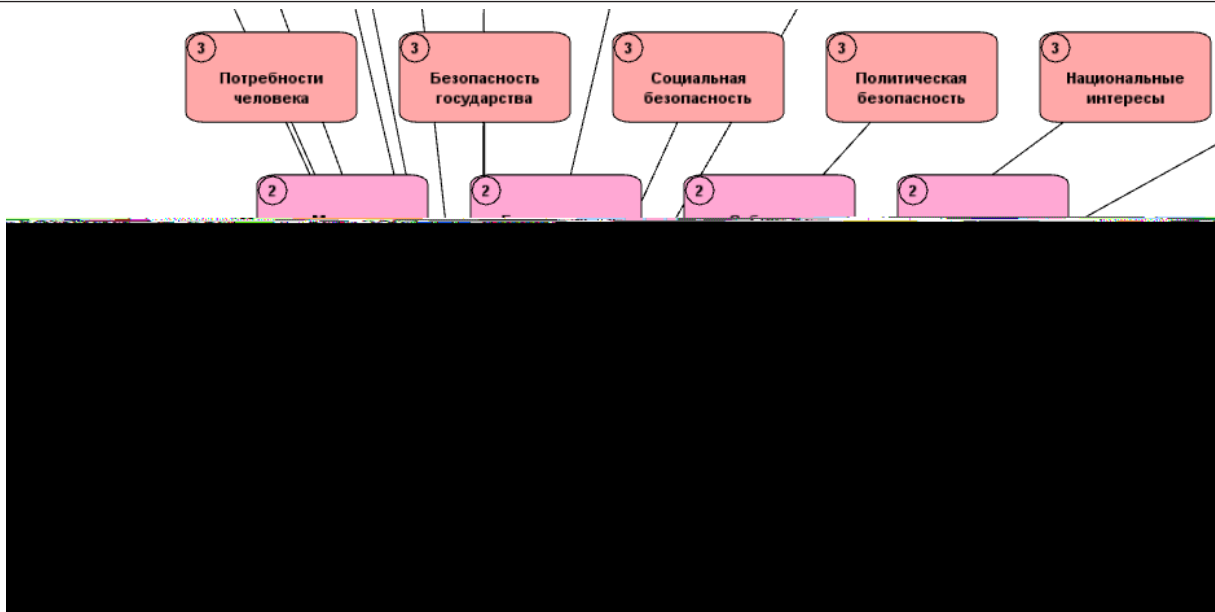 3
Потребности
человека
3
Безопасность
государства
3
Социальная
безопасность
3
Политическая
безопасность
3
Национальные
интересы
2
2
2
2